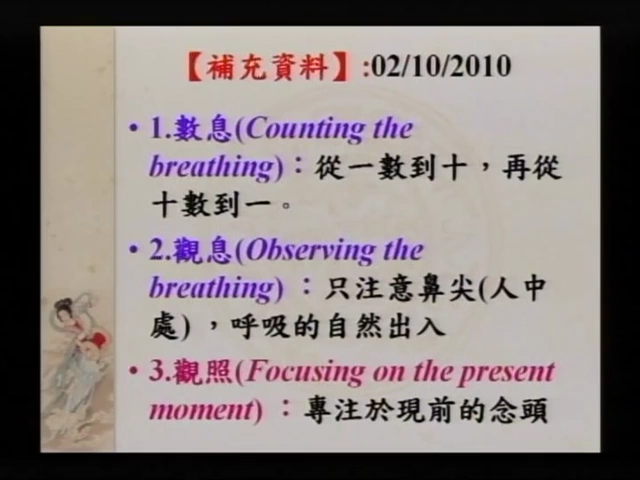 【補充資料】:02/10/2010
• 1.數息(Counting the
breathing)：從一數到十，再從
十數到一。
• 2.觀息(Observing the
breathing) ：只注意鼻尖(人中
處) ，呼吸的自然出入
• 3.觀照(Focusing on the present
moment) ：專注於現前的念頭